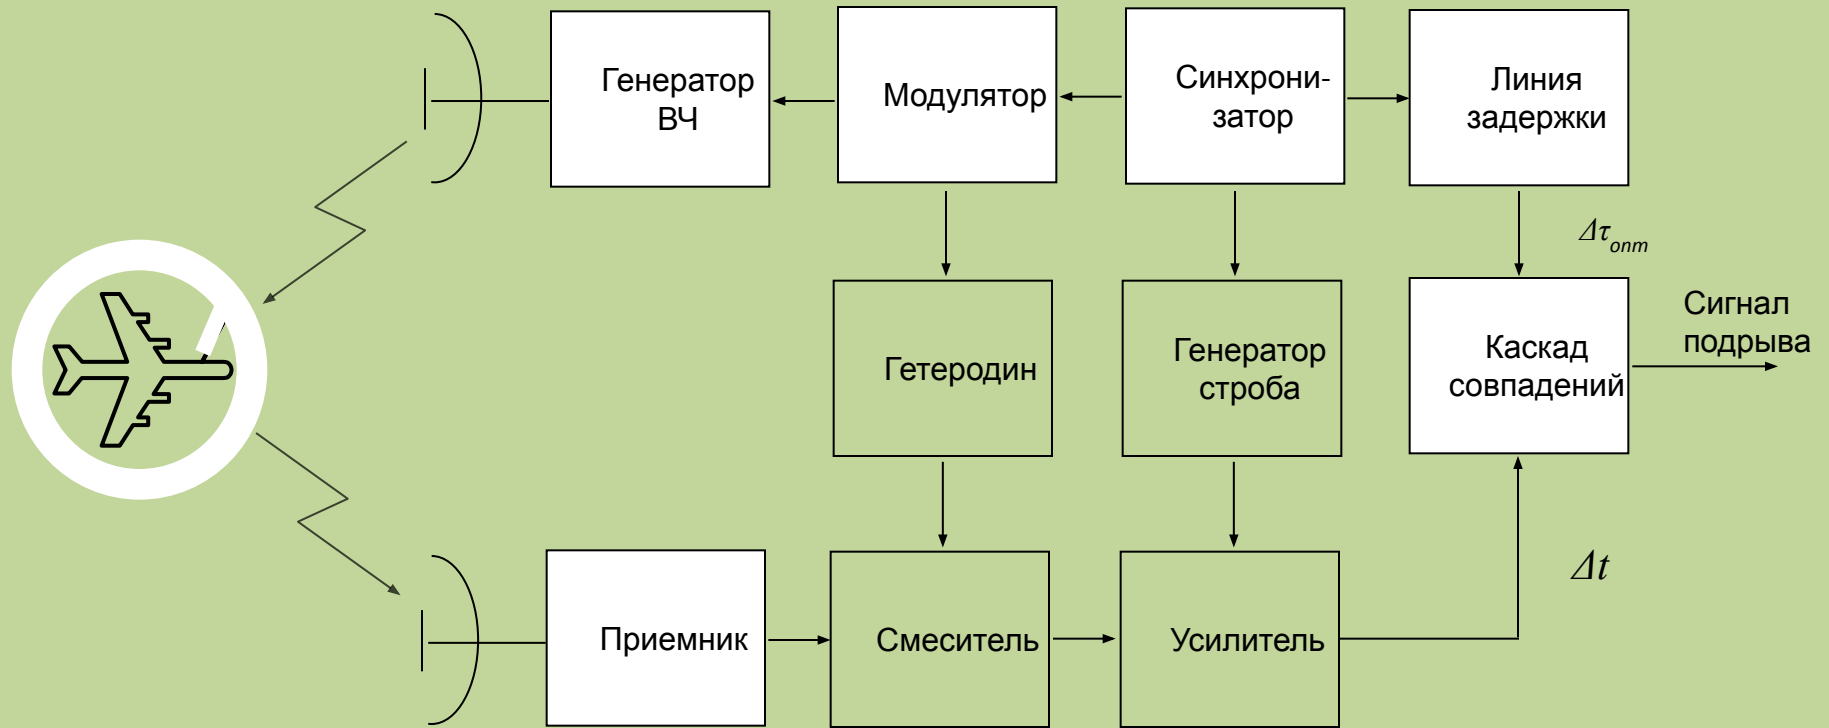 Генератор
ВЧ
Модулятор
Синхрони-
затор
Линия
задержки
Δτопт
Гетеродин
Генератор
строба
Каскад
совпадений
Сигнал
подрыва
Δt
Приемник
Смеситель
Усилитель